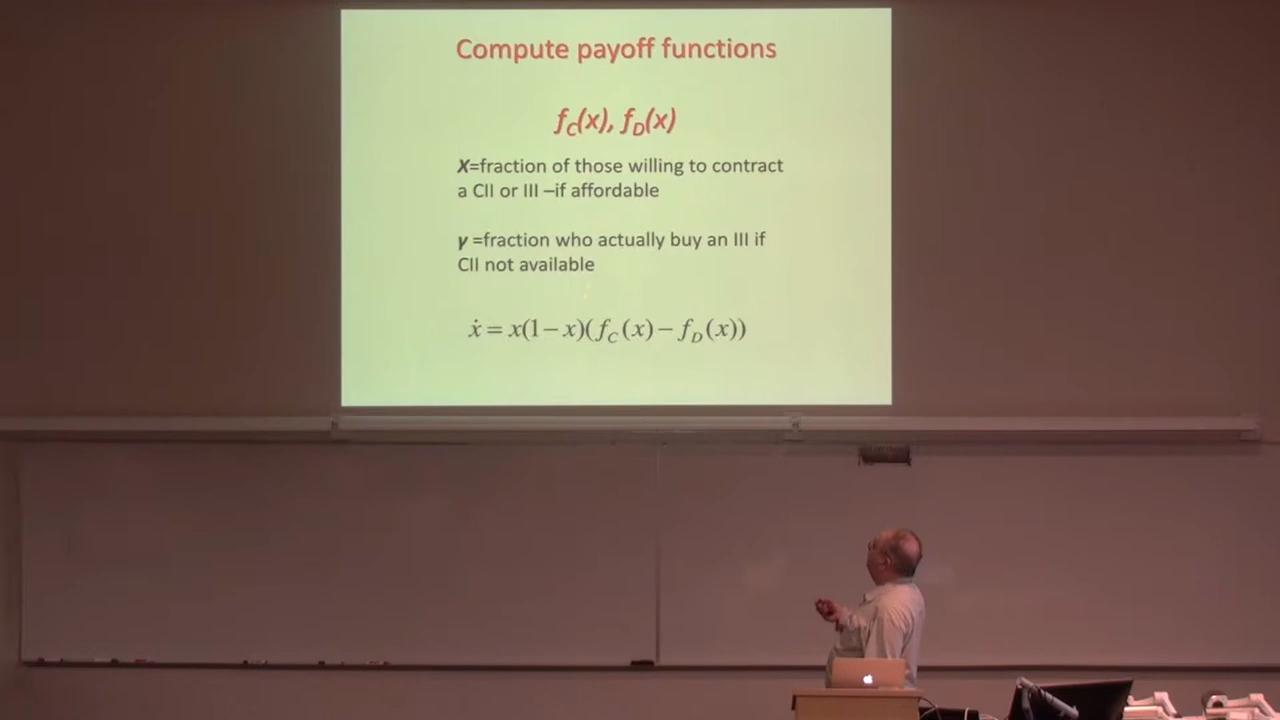 Compute payoff functions
f_C(x), f_D(x)
X=fraction of those willing to contract
a CII or III –if affordable
γ =fraction who actually buy an III if
CII not available
ẋ = x(1−x)(f_C(x)−f_D(x))